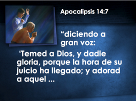 Apocalipsis 14:7
“diciendo a
gran voz:
‘Temed a Dios, y dadle
gloria, porque la hora de su
juicio ha llegado; y adorad
a aquel ...